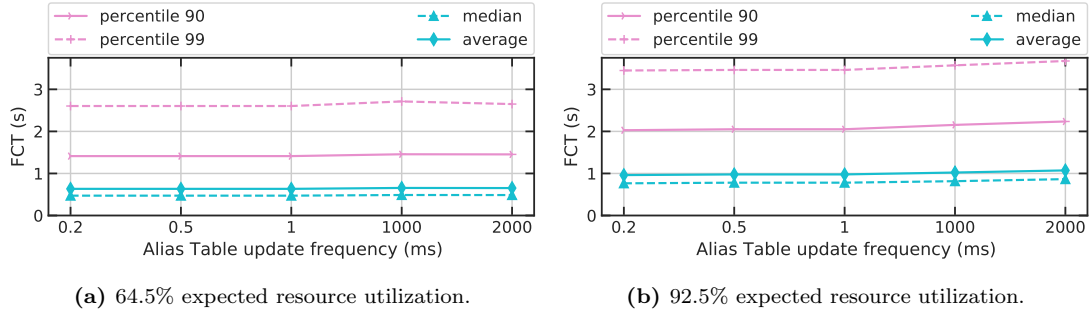 percentile 90
median
percentile 99
average
FCT (s)
3
2
1
0
0.2 0.5 1 1000 2000
Alias Table update frequency (ms)
(a) 64.5% expected resource utilization.
percentile 90
median
percentile 99
average
FCT (s)
3
2
1
0
0.2 0.5 1 1000 2000
Alias Table update frequency (ms)
(b) 92.5% expected resource utilization.